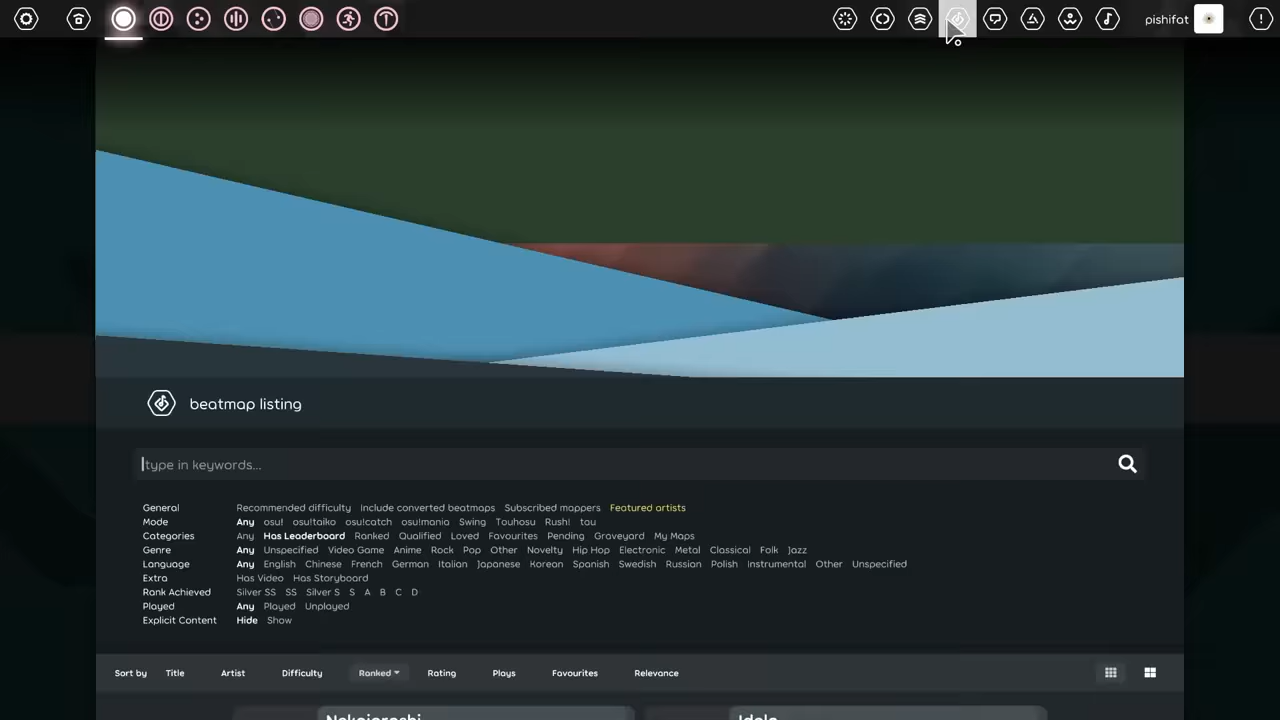 pishifat
beatmap listing
type in keywords...
General Recommended difficulty Include converted beatmaps Subscribed mappers Featured artists
Mode Any osu! osu!taiko osu!catch osu!mania Swing Touhosu Rush! tau
Categories Any Has Leaderboard Ranked Qualified Loved Favourites Pending Graveyard My Maps
Genre Any Unspecified Video Game Anime Rock Pop Other Novelty Hip Hop Electronic Metal Classical Folk Jazz
Language Any English Chinese French German Italian Japanese Korean Spanish Swedish Russian Polish Instrumental Other Unspecified
Extra Has Video Has Storyboard
Rank Achieved Silver SS SS Silver S S A B C D
Played Any Played Unplayed
Explicit Content Hide Show
Sort by Title Artist Difficulty Ranked Rating Plays Favourites Relevance